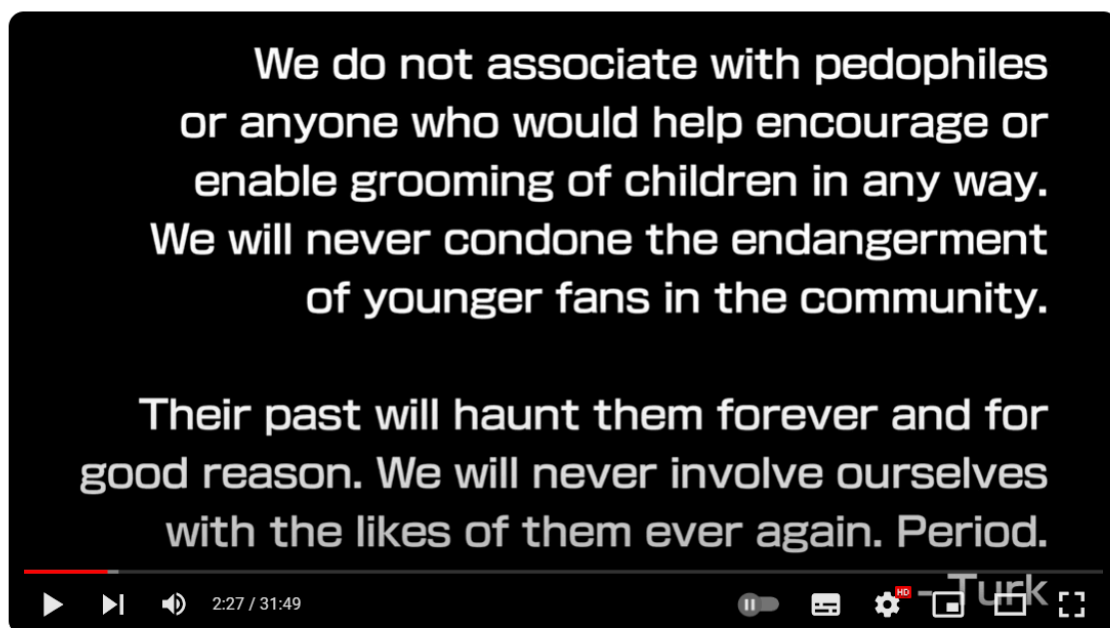 We do not associate with pedophiles
or anyone who would help encourage or
enable grooming of children in any way.
We will never condone the endangerment
of younger fans in the community.
Their past will haunt them forever and for
good reason. We will never involve ourselves
with the likes of them ever again. Period.
- Turk
2:27 / 31:49
HD